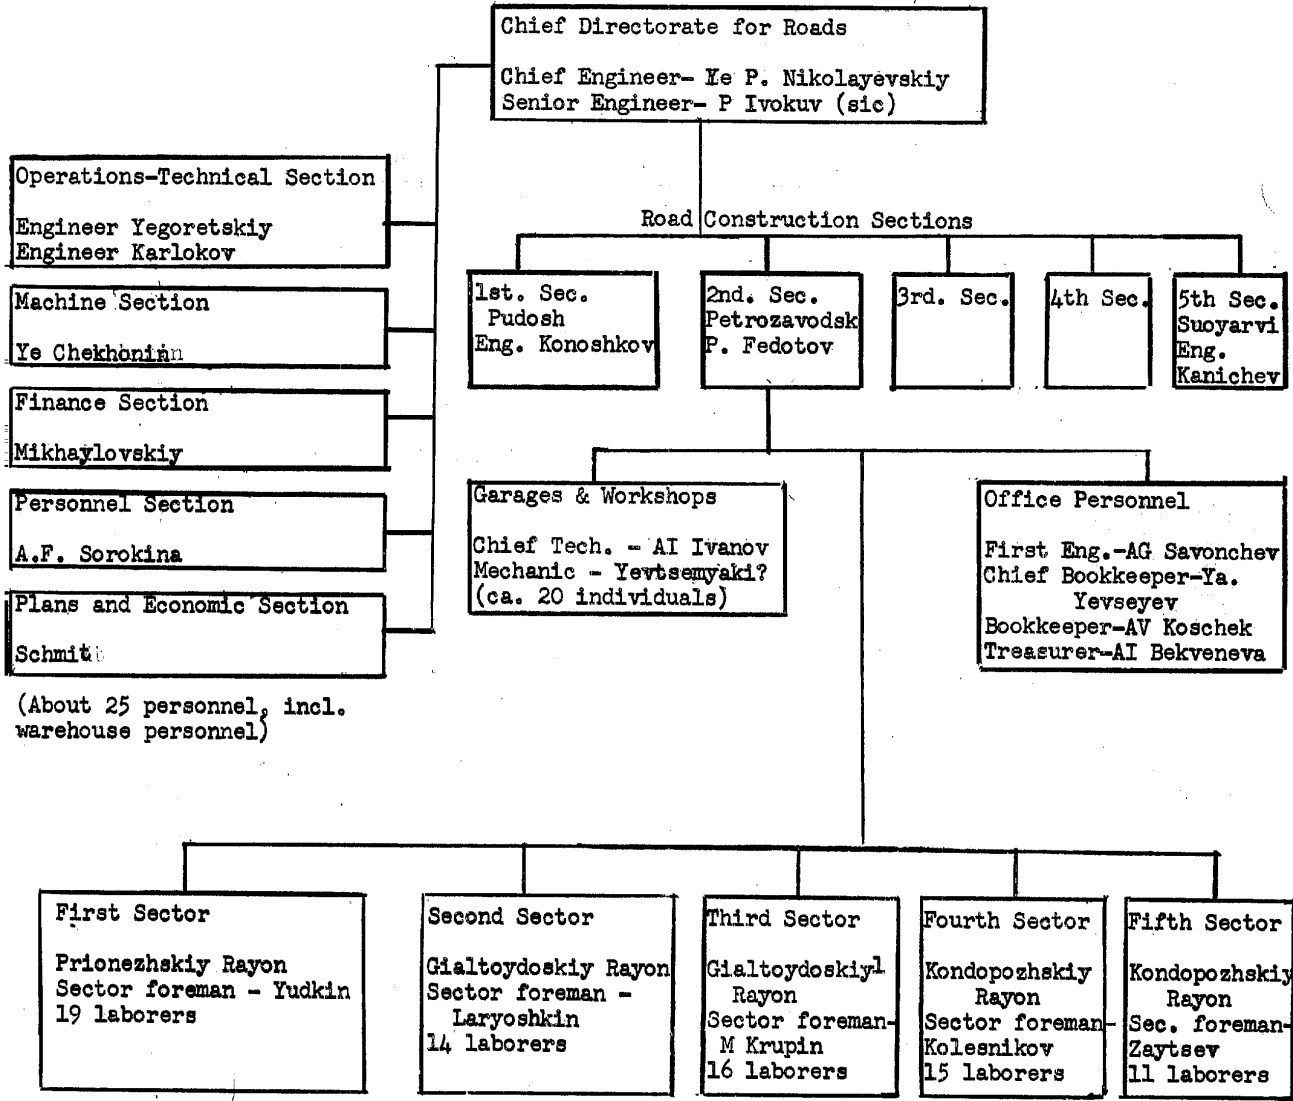 Chief Directorate for Roads
Chief Engineer- Ye P. Nikolayevskiy
Senior Engineer- P Ivokuv (sic)
Operations-Technical Section
Engineer Yegoretskiy
Engineer Karlokov
Machine Section
Ye Chekhonin
Finance Section
Mikhaylovskiy
Personnel Section
A.F. Sorokina
Plans and Economic Section
Schmit
(About 25 personnel, incl.
warehouse personnel)
Road Construction Sections
1st. Sec.
Pudosh
Eng. Konoshkov
2nd. Sec.
Petrozavodsk
P. Fedotov
3rd. Sec.
4th Sec.
5th Sec.
Suoyarvi
Eng.
Kanichev
Garages & Workshops
Chief Tech. - AI Ivanov
Mechanic - Yevtsemyaki?
(ca. 20 individuals)
Office Personnel
First Eng.-AG Savonchev
Chief Bookkeeper-Ya.
Yevseyev
Bookkeeper-AV Koschek
Treasurer-AI Bekveneva
First Sector
Prionezhskiy Rayon
Sector foreman - Yudkin
19 laborers
Second Sector
Gialtoydoskiy Rayon
Sector foreman -
Laryoshkin
14 laborers
Third Sector
Gialtoydoskiy1
Rayon
Sector foreman-
M Krupin
16 laborers
Fourth Sector
Kondopozhskiy
Rayon
Sector foreman-
Kolesnikov
15 laborers
Fifth Sector
Kondopozhskiy
Rayon
Sec. foreman-
Zaytsev
11 laborers